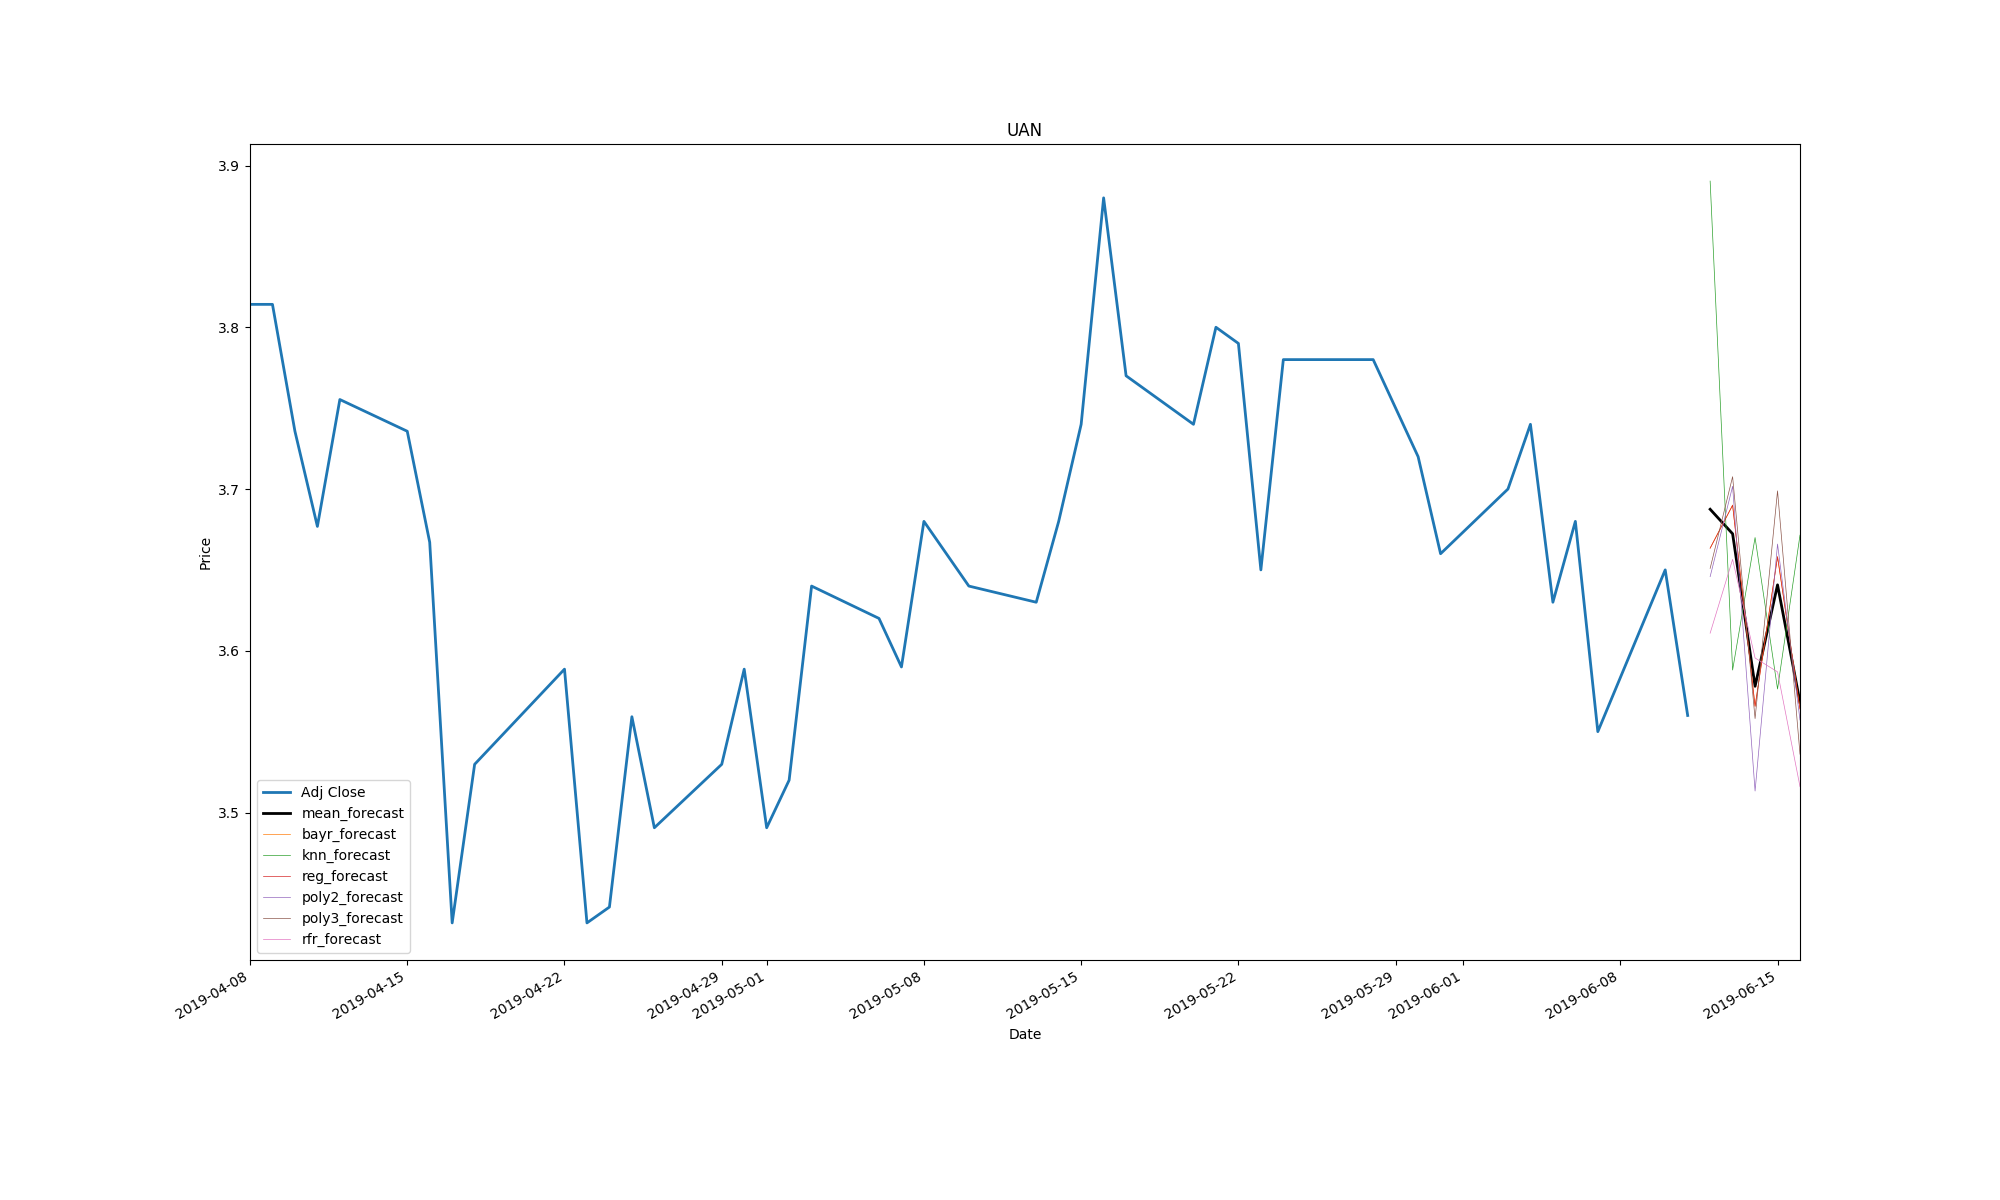 UAN
3.9
3.8
3.7
3.6
3.5
Price
Adj Close
mean_forecast
bayr_forecast
knn_forecast
reg_forecast
poly2_forecast
poly3_forecast
rfr_forecast
2019-04-08
2019-04-15
2019-04-22
2019-04-29
2019-05-01
2019-05-08
2019-05-15
2019-05-22
2019-05-29
2019-06-01
2019-06-08
2019-06-15
Date